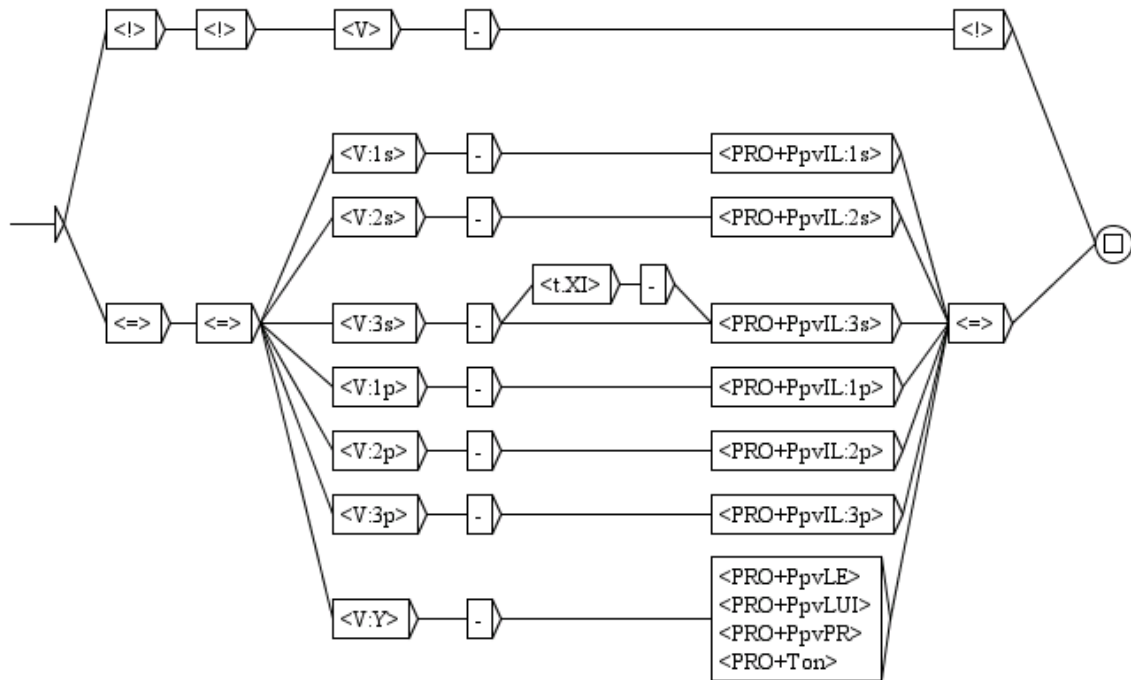 <!> <!> <V> - <!>
<V:1s> - <PRO+PpvIL:1s>
<V:2s> - <PRO+PpvIL:2s>
<t.XI> -
<=> <=> <V:3s> - <PRO+PpvIL:3s> <=>
<V:1p> - <PRO+PpvIL:1p>
<V:2p> - <PRO+PpvIL:2p>
<V:3p> - <PRO+PpvIL:3p>
<V:Y> -
<PRO+PpvLE>
<PRO+PpvLUI>
<PRO+PpvPR>
<PRO+Ton>